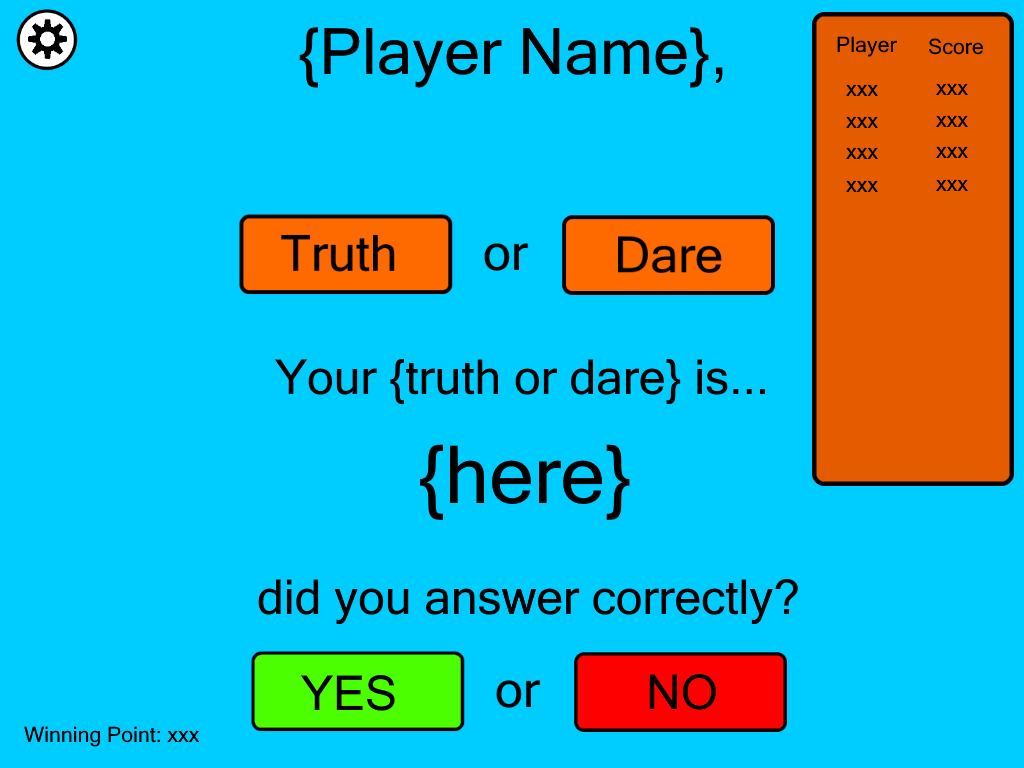 {Player Name},
Player Score
xxx xxx
xxx xxx
xxx xxx
xxx xxx
Truth or Dare
Your {truth or dare} is...
{here}
did you answer correctly?
YES or NO
Winning Point: xxx